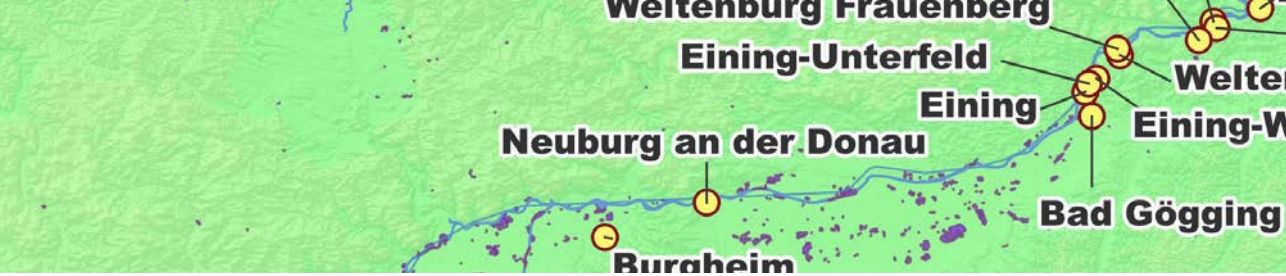 Weltenburg Frauenberg
Eining-Unterfeld
Eining
Neuburg an der Donau
Bad Gögging
Burgheim